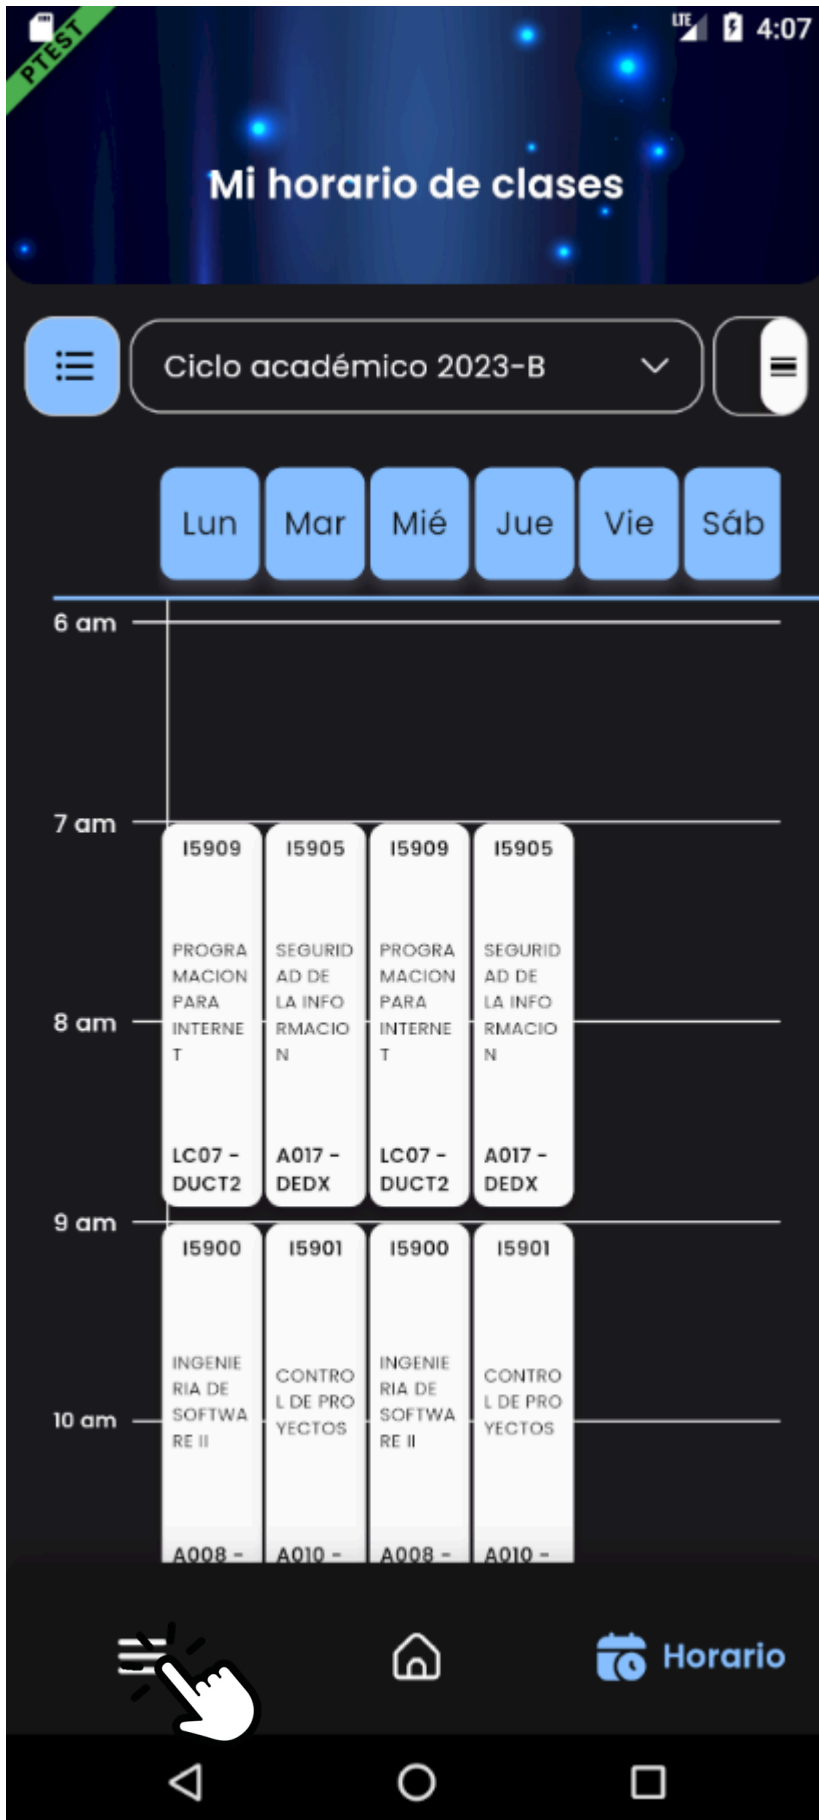 PTEST
LTE 4:07
Mi horario de clases
Ciclo académico 2023-B
Lun Mar Mié Jue Vie Sáb
6 am
7 am
I5909 I5905 I5909 I5905
PROGRA SEGURID PROGRA SEGURID
MACION AD DE MACION AD DE
PARA LA INFO PARA LA INFO
8 am INTERNE RMACIO INTERNE RMACIO
T N T N
LC07 - A017 - LC07 - A017 -
DUCT2 DEDX DUCT2 DEDX
9 am
I5900 I5901 I5900 I5901
INGENIE CONTRO INGENIE CONTRO
RIA DE L DE PRO RIA DE L DE PRO
10 am SOFTWA YECTOS SOFTWA YECTOS
RE II RE II
A008 - A010 - A008 - A010 -
Horario